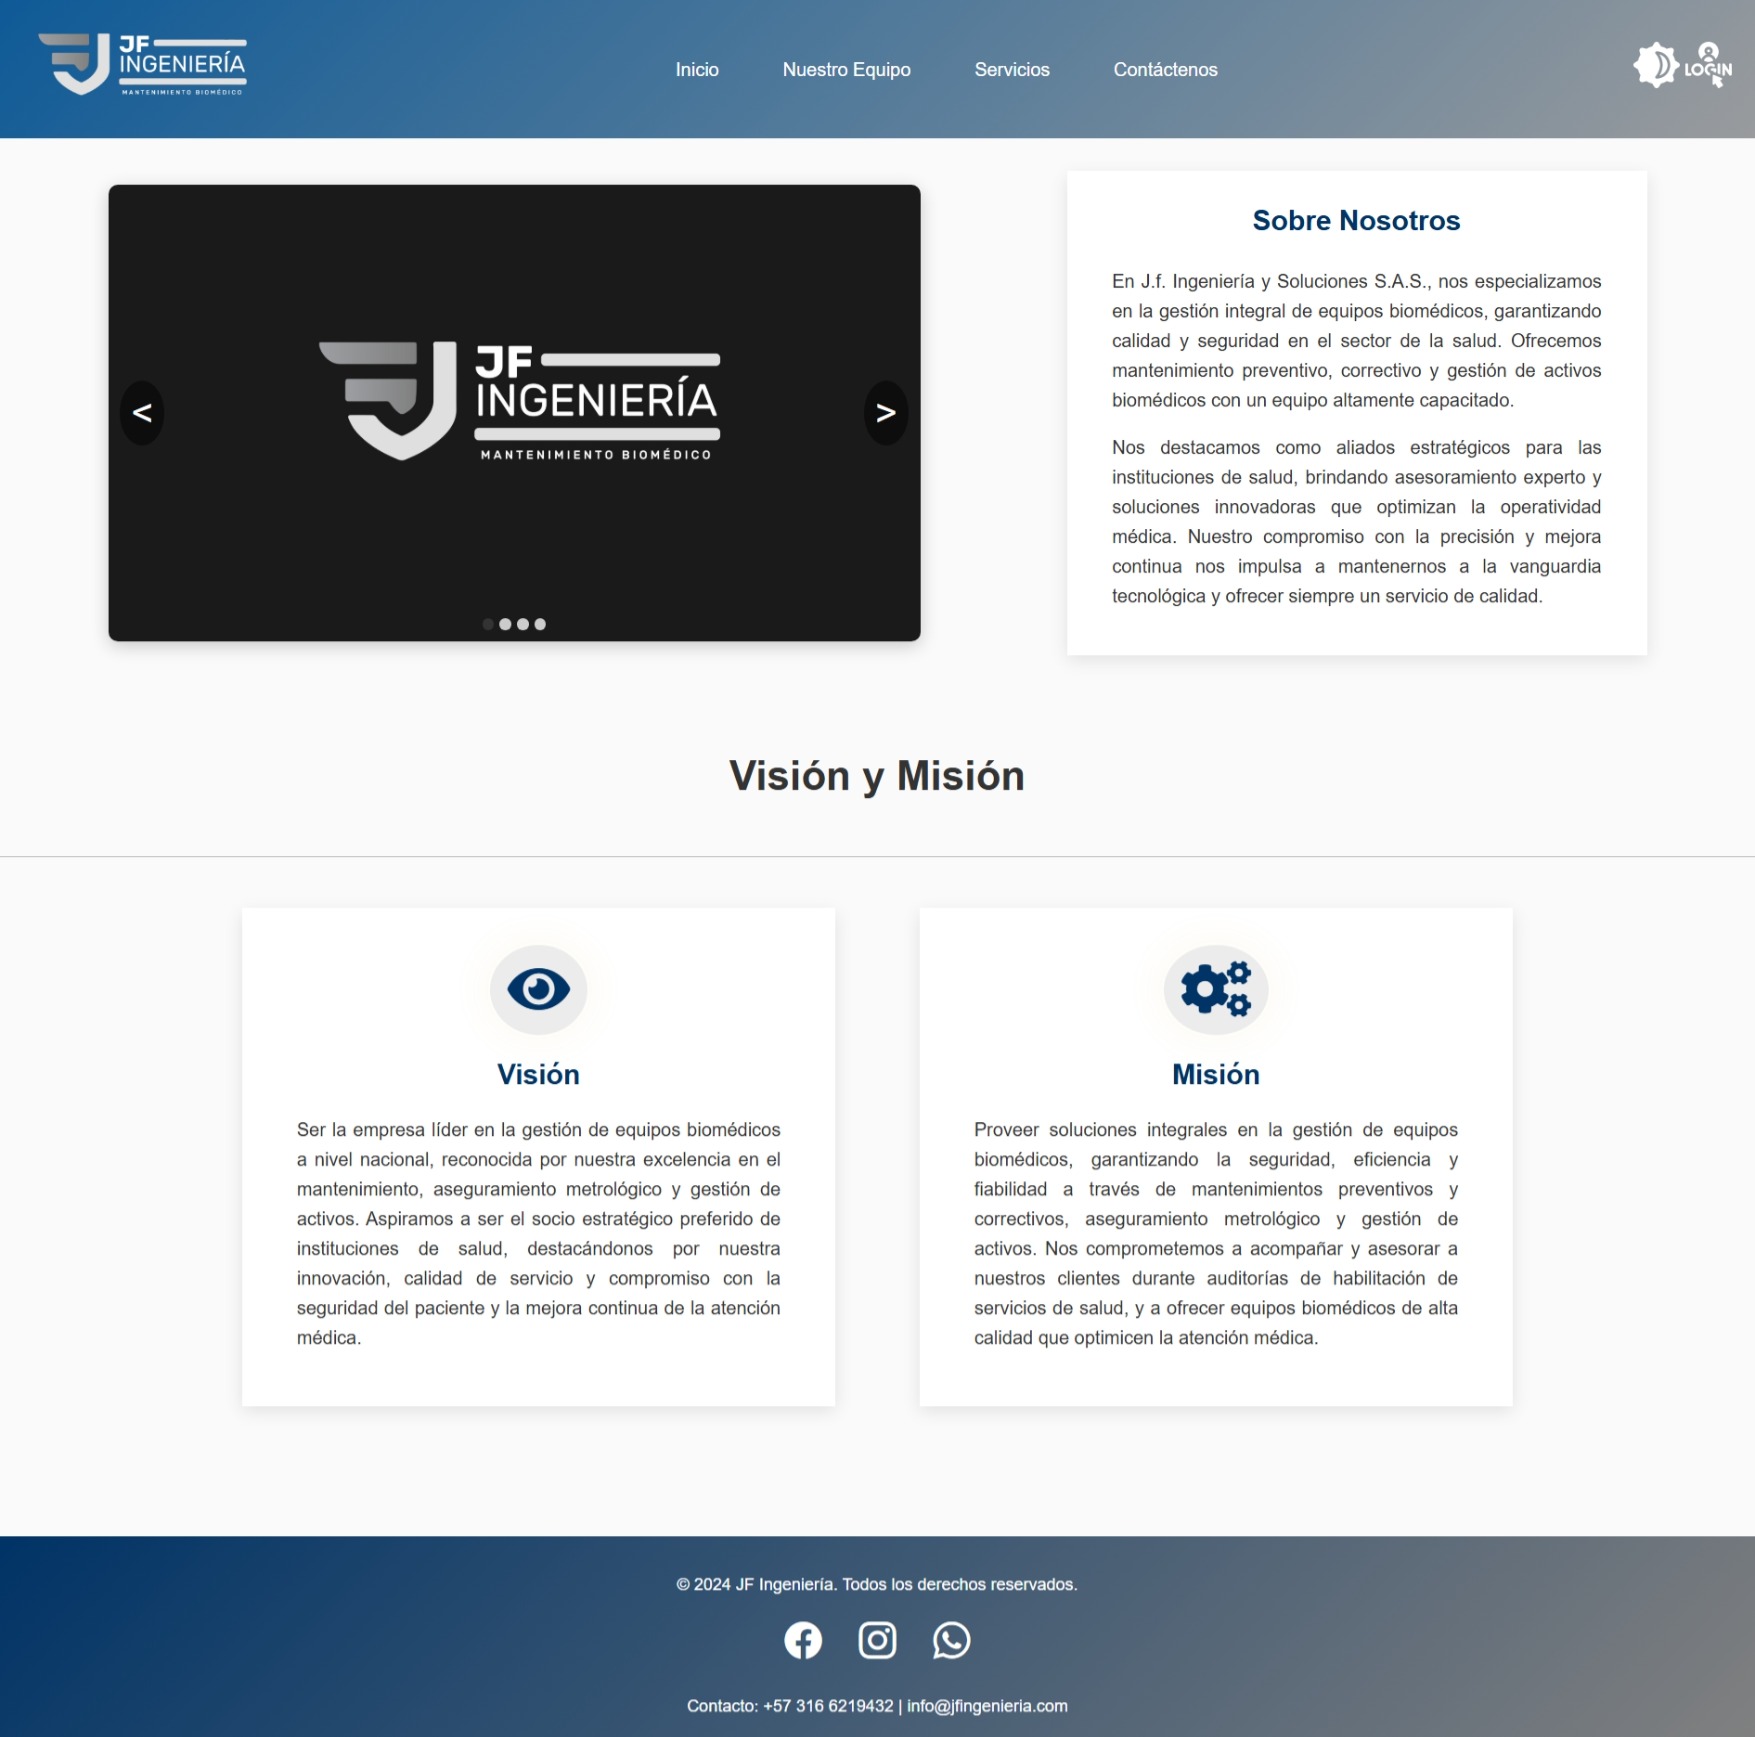 JF
INGENIERÍA
MANTENIMIENTO BIOMÉDICO
Inicio
Nuestro Equipo
Servicios
Contáctenos
LOGIN
<
JF
INGENIERÍA
MANTENIMIENTO BIOMÉDICO
>
Sobre Nosotros
En J.f. Ingeniería y Soluciones S.A.S., nos especializamos
en la gestión integral de equipos biomédicos, garantizando
calidad y seguridad en el sector de la salud. Ofrecemos
mantenimiento preventivo, correctivo y gestión de activos
biomédicos con un equipo altamente capacitado.
Nos destacamos como aliados estratégicos para las
instituciones de salud, brindando asesoramiento experto y
soluciones innovadoras que optimizan la operatividad
médica. Nuestro compromiso con la precisión y mejora
continua nos impulsa a mantenernos a la vanguardia
tecnológica y ofrecer siempre un servicio de calidad.
Visión y Misión
Visión
Ser la empresa líder en la gestión de equipos biomédicos
a nivel nacional, reconocida por nuestra excelencia en el
mantenimiento, aseguramiento metrológico y gestión de
activos. Aspiramos a ser el socio estratégico preferido de
instituciones de salud, destacándonos por nuestra
innovación, calidad de servicio y compromiso con la
seguridad del paciente y la mejora continua de la atención
médica.
Misión
Proveer soluciones integrales en la gestión de equipos
biomédicos, garantizando la seguridad, eficiencia y
fiabilidad a través de mantenimientos preventivos y
correctivos, aseguramiento metrológico y gestión de
activos. Nos comprometemos a acompañar y asesorar a
nuestros clientes durante auditorías de habilitación de
servicios de salud, y a ofrecer equipos biomédicos de alta
calidad que optimicen la atención médica.
© 2024 JF Ingeniería. Todos los derechos reservados.
Contacto: +57 316 6219432 | info@jfingenieria.com